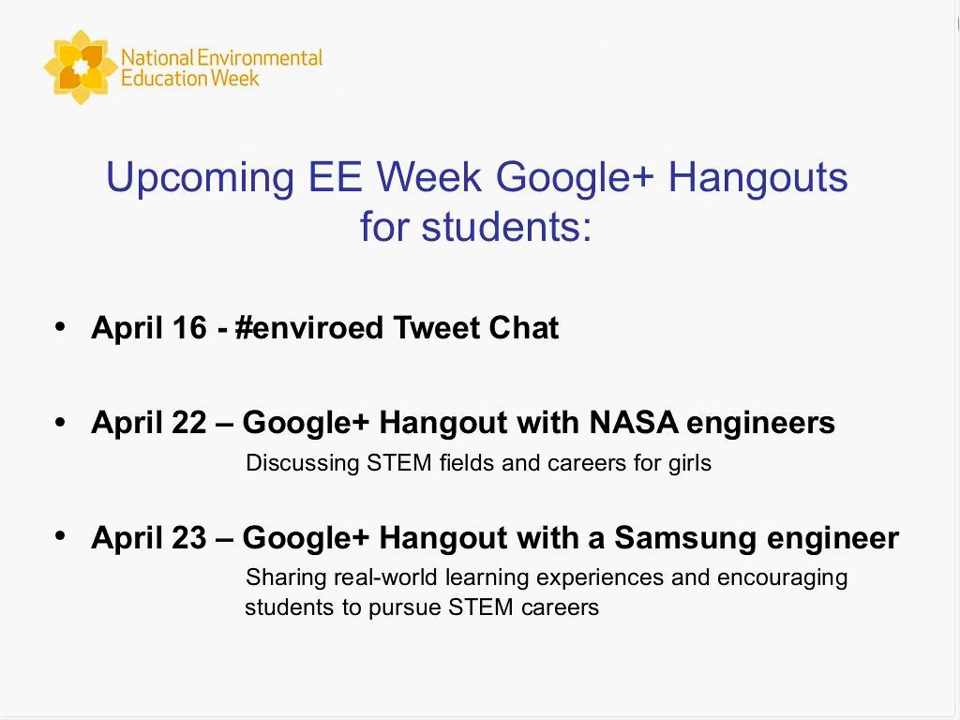 National Environmental
Education Week
Upcoming EE Week Google+ Hangouts
for students:
• April 16 - #enviroed Tweet Chat
• April 22 – Google+ Hangout with NASA engineers
Discussing STEM fields and careers for girls
• April 23 – Google+ Hangout with a Samsung engineer
Sharing real-world learning experiences and encouraging
students to pursue STEM careers